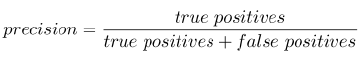 precision = true positives / true positives + false positives